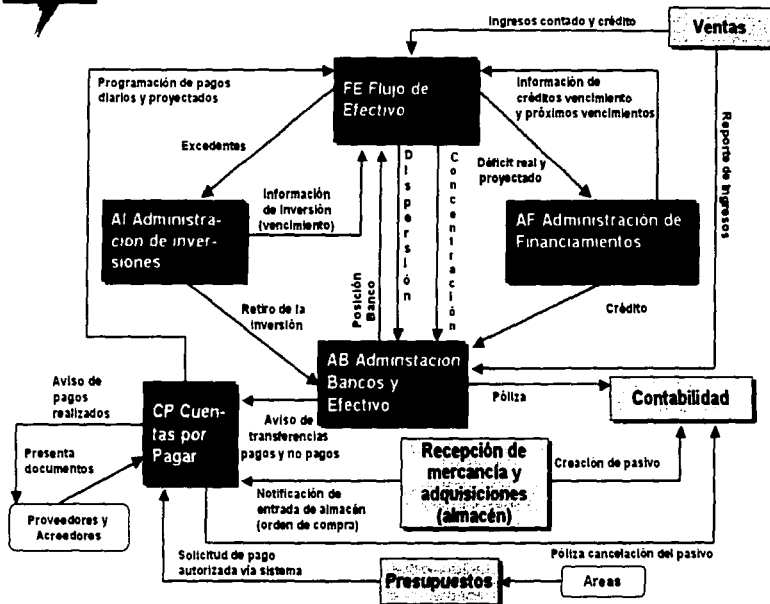 Ingresos contado y crédito
Ventas
Programación de pagos
diarios y proyectados
FE Flujo de
Efectivo
Información de
créditos vencimiento
y próximos vencimientos
Reporte de Ingresos
Excedentes
Dispersión
Concentración
Déficit real y
proyectado
Información
de Inversión
(vencimiento)
AI Administra-
ción de inver-
siones
AF Administración de
Financiamientos
Posición
Banco
Retiro de la
inversión
Crédito
AB Adminstación
Bancos y
Efectivo
Póliza
Contabilidad
Aviso de
pagos
realizados
CP Cuen-
tas por
Pagar
Aviso de
transferencias
pagos y no pagos
Presenta
documentos
Recepción de
mercancía y
adquisiciones
(almacén)
Creación de pasivo
Notificación de
entrada de almacén
(orden de compra)
Proveedores y
Acreedores
Solicitud de pago
autorizada vía sistema
Póliza cancelación del pasivo
Presupuestos
Areas